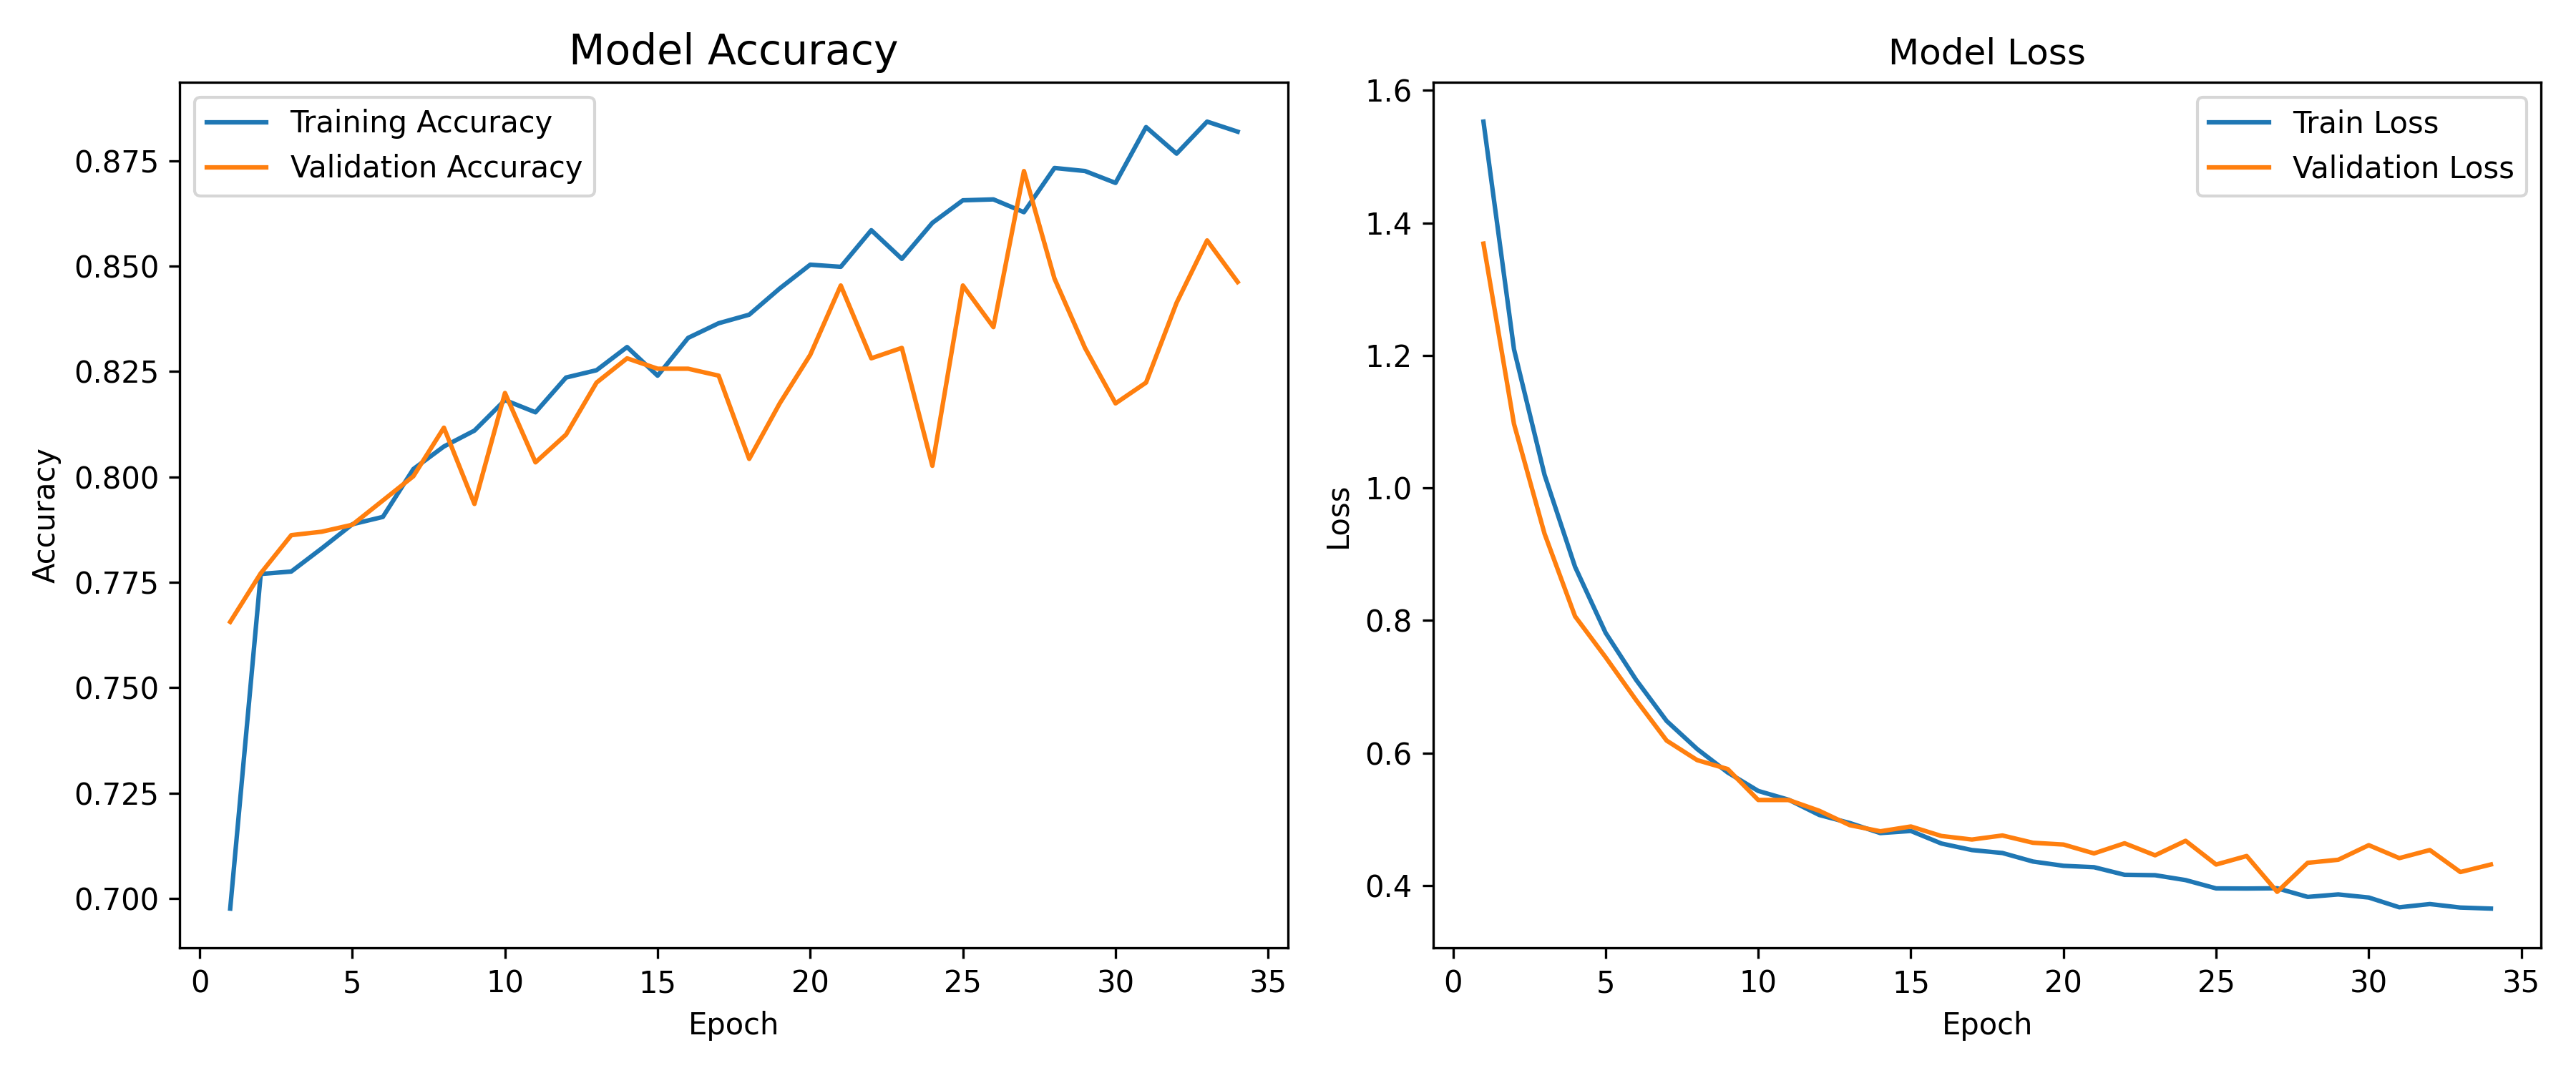 Model Accuracy
Training Accuracy
Validation Accuracy
0.875
0.850
0.825
0.800
0.775
0.750
0.725
0.700
Accuracy
0 5 10 15 20 25 30 35
Epoch
Model Loss
Train Loss
Validation Loss
1.6
1.4
1.2
1.0
0.8
0.6
0.4
Loss
0 5 10 15 20 25 30 35
Epoch